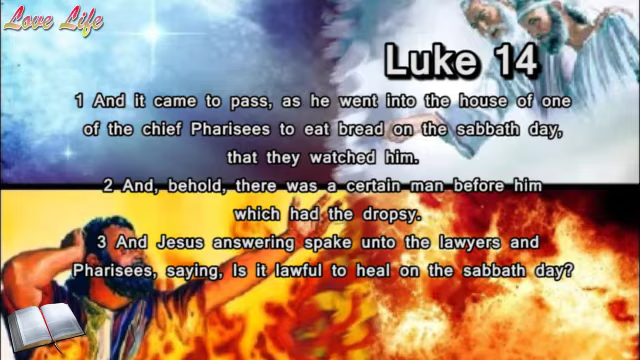 Love Life
Luke 14
1 And it came to pass, as he went into the house of one
of the chief Pharisees to eat bread on the sabbath day,
that they watched him.
2 And, behold, there was a certain man before him
which had the dropsy.
3 And Jesus answering spake unto the lawyers and
Pharisees, saying, Is it lawful to heal on the sabbath day?